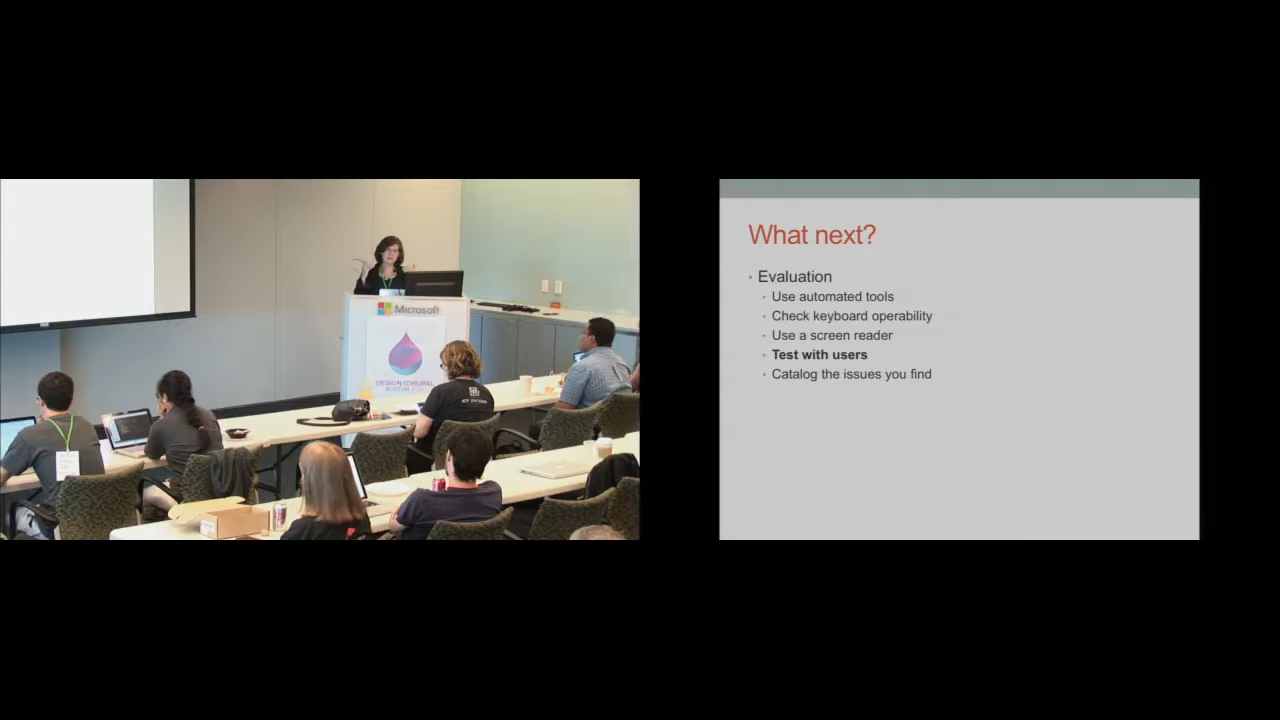 Microsoft
DESIGN 4 DRUPAL
BOSTON
What next?
Evaluation
Use automated tools
Check keyboard operability
Use a screen reader
Test with users
Catalog the issues you find